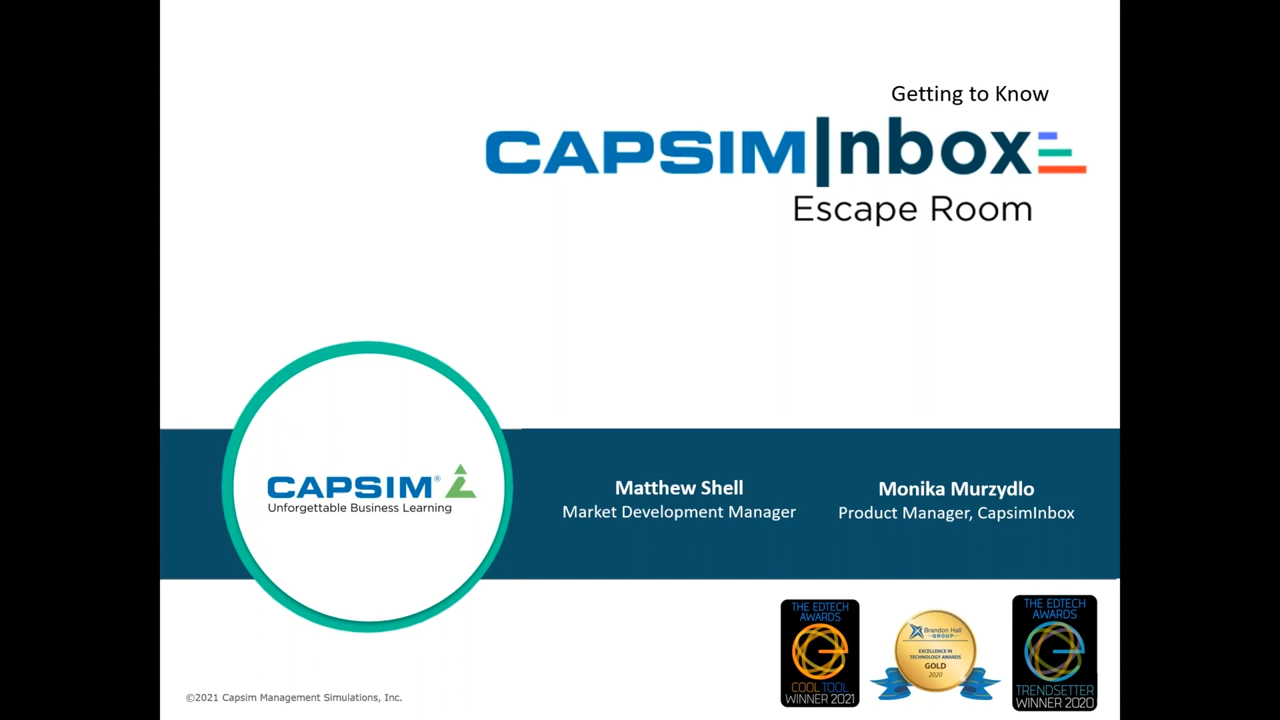 Getting to Know
CAPSIMInbox
Escape Room
CAPSIM®
Unforgettable Business Learning
Matthew Shell
Market Development Manager
Monika Murzydlo
Product Manager, CapsimInbox
THE EDTECH
AWARDS
COOL TOOL
WINNER 2021
Brandon Hall
GROUP
EXCELLENCE IN
TECHNOLOGY AWARDS
GOLD
2020
THE EDTECH
AWARDS
TRENDSETTER
WINNER 2020
©2021 Capsim Management Simulations, Inc.